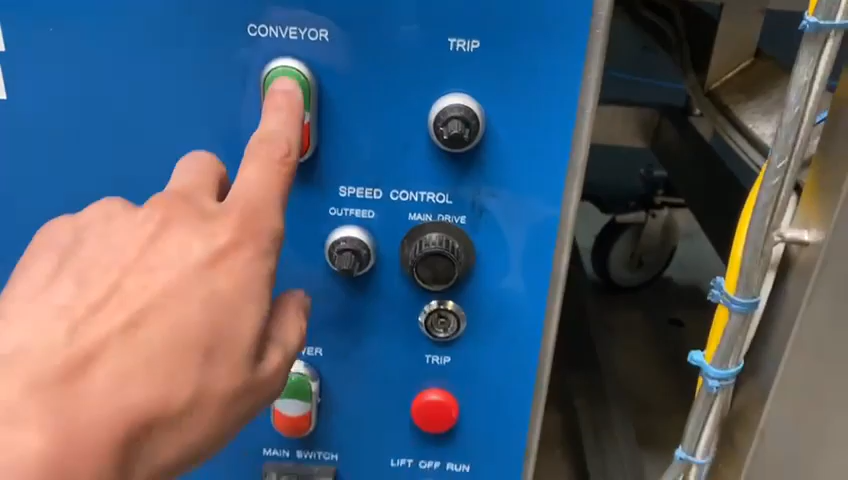 CONVEYOR
TRIP
SPEED CONTROL
OUTFEED
MAIN DRIVE
TRIP
MAIN SWITCH
LIFT OFF RUN